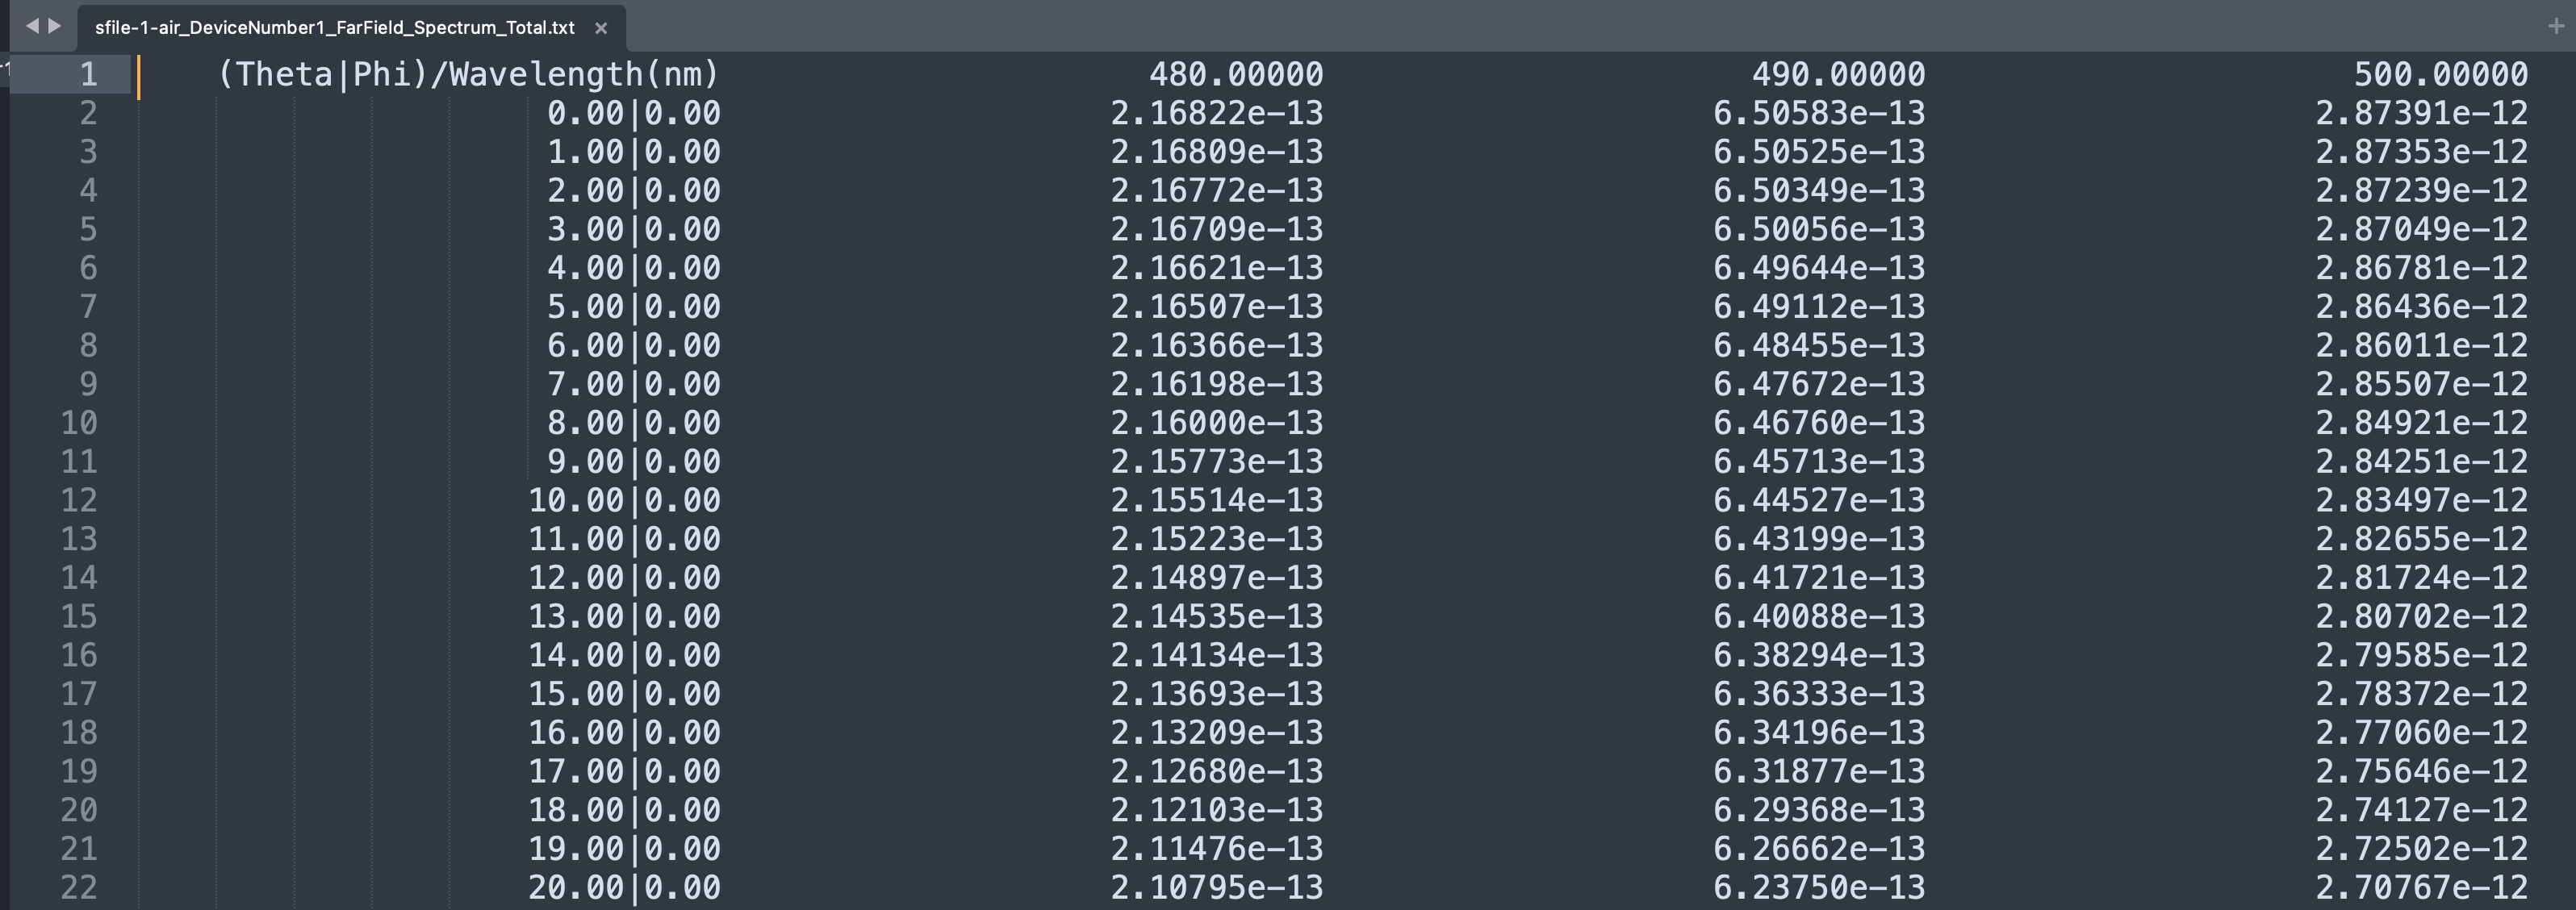 sfile-1-air_DeviceNumber1_FarField_Spectrum_Total.txt ×
1 (Theta|Phi)/Wavelength(nm) 480.00000 490.00000 500.00000
2 0.00|0.00 2.16822e-13 6.50583e-13 2.87391e-12
3 1.00|0.00 2.16809e-13 6.50525e-13 2.87353e-12
4 2.00|0.00 2.16772e-13 6.50349e-13 2.87239e-12
5 3.00|0.00 2.16709e-13 6.50056e-13 2.87049e-12
6 4.00|0.00 2.16621e-13 6.49644e-13 2.86781e-12
7 5.00|0.00 2.16507e-13 6.49112e-13 2.86436e-12
8 6.00|0.00 2.16366e-13 6.48455e-13 2.86011e-12
9 7.00|0.00 2.16198e-13 6.47672e-13 2.85507e-12
10 8.00|0.00 2.16000e-13 6.46760e-13 2.84921e-12
11 9.00|0.00 2.15773e-13 6.45713e-13 2.84251e-12
12 10.00|0.00 2.15514e-13 6.44527e-13 2.83497e-12
13 11.00|0.00 2.15223e-13 6.43199e-13 2.82655e-12
14 12.00|0.00 2.14897e-13 6.41721e-13 2.81724e-12
15 13.00|0.00 2.14535e-13 6.40088e-13 2.80702e-12
16 14.00|0.00 2.14134e-13 6.38294e-13 2.79585e-12
17 15.00|0.00 2.13693e-13 6.36333e-13 2.78372e-12
18 16.00|0.00 2.13209e-13 6.34196e-13 2.77060e-12
19 17.00|0.00 2.12680e-13 6.31877e-13 2.75646e-12
20 18.00|0.00 2.12103e-13 6.29368e-13 2.74127e-12
21 19.00|0.00 2.11476e-13 6.26662e-13 2.72502e-12
22 20.00|0.00 2.10795e-13 6.23750e-13 2.70767e-12